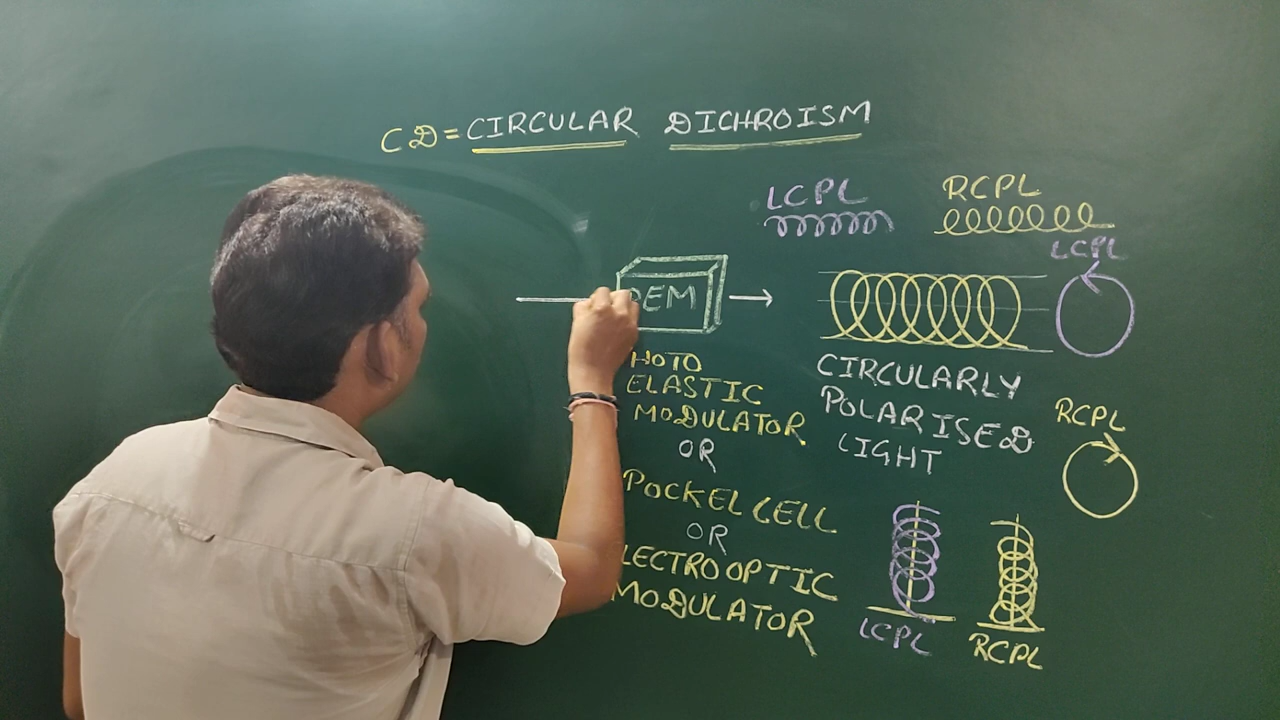 CD=CIRCULAR DICHROISM
LCPL
RCPL
LCPL
EM
HOTO
ELASTIC
MODULATOR
OR
POCKEL CELL
OR
LECTRO OPTIC
MODULATOR
CIRCULARLY
POLARISED
LIGHT
RCPL
LCPL
RCPL